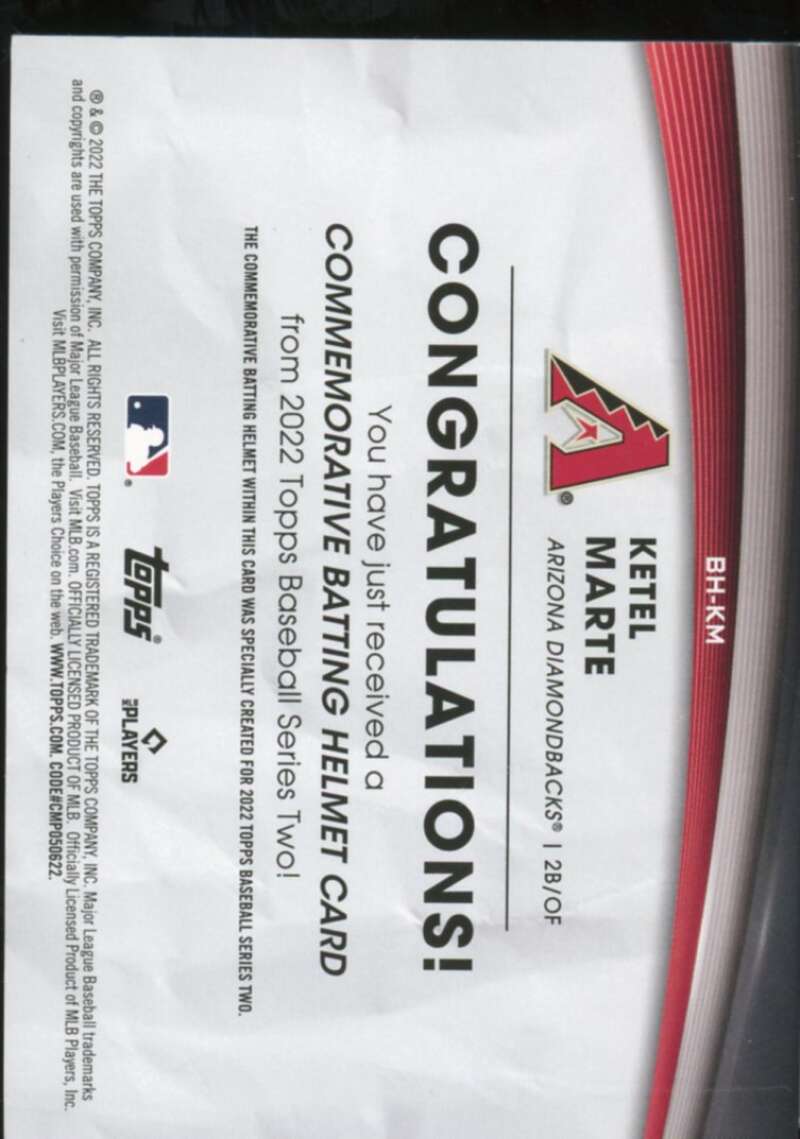 BH-KM
KETEL
MARTE
ARIZONA DIAMONDBACKS® | 2B/OF
CONGRATULATIONS!
You have just received a
COMMEMORATIVE BATTING HELMET CARD
from 2022 Topps Baseball Series Two!
THE COMMEMORATIVE BATTING HELMET WITHIN THIS CARD WAS SPECIALLY CREATED FOR 2022 TOPPS BASEBALL SERIES TWO.
topps®
MLB PLAYERS
® & © 2022 THE TOPPS COMPANY, INC. ALL RIGHTS RESERVED. TOPPS IS A REGISTERED TRADEMARK OF THE TOPPS COMPANY, INC. Major League Baseball trademarks
and copyrights are used with permission of Major League Baseball. Visit MLB.com. OFFICIALLY LICENSED PRODUCT OF MLB. Officially Licensed Product of MLB Players, Inc.
Visit MLBPLAYERS.COM, the Players Choice on the web. WWW.TOPPS.COM. CODE#CMP050622.